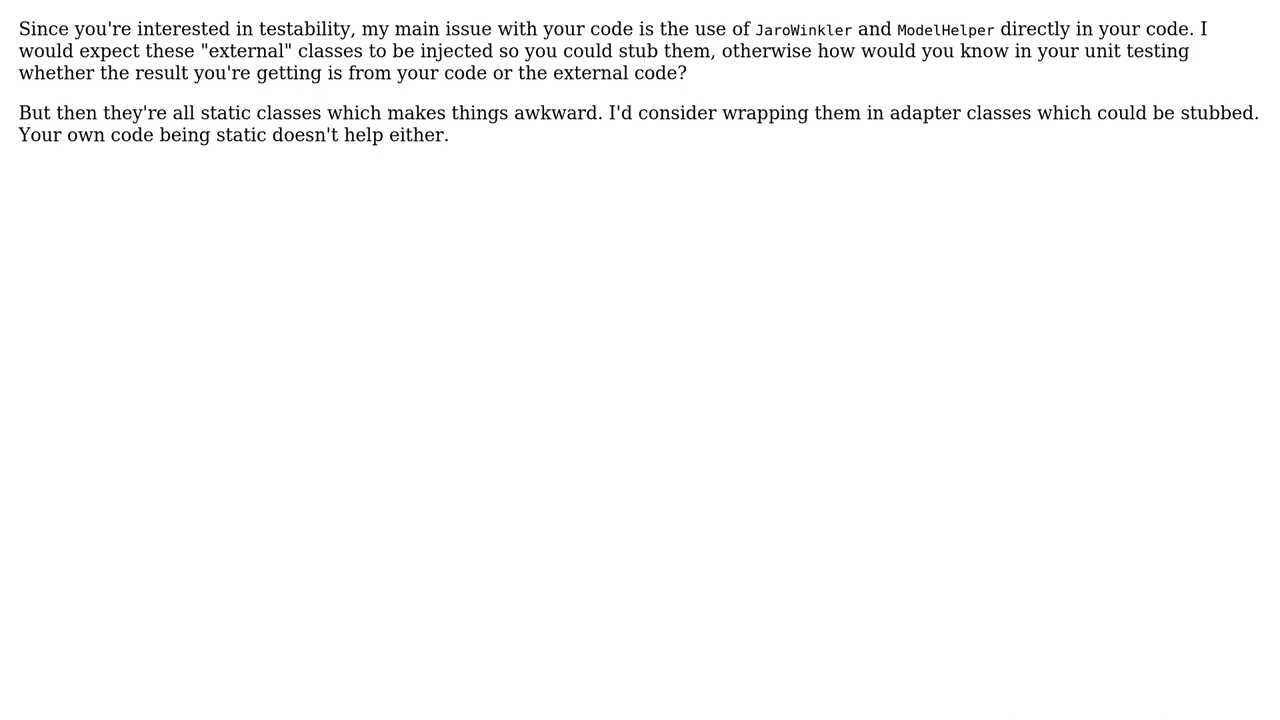 Since you're interested in testability, my main issue with your code is the use of JaroWinkler and ModelHelper directly in your code. I
would expect these "external" classes to be injected so you could stub them, otherwise how would you know in your unit testing
whether the result you're getting is from your code or the external code?
But then they're all static classes which makes things awkward. I'd consider wrapping them in adapter classes which could be stubbed.
Your own code being static doesn't help either.